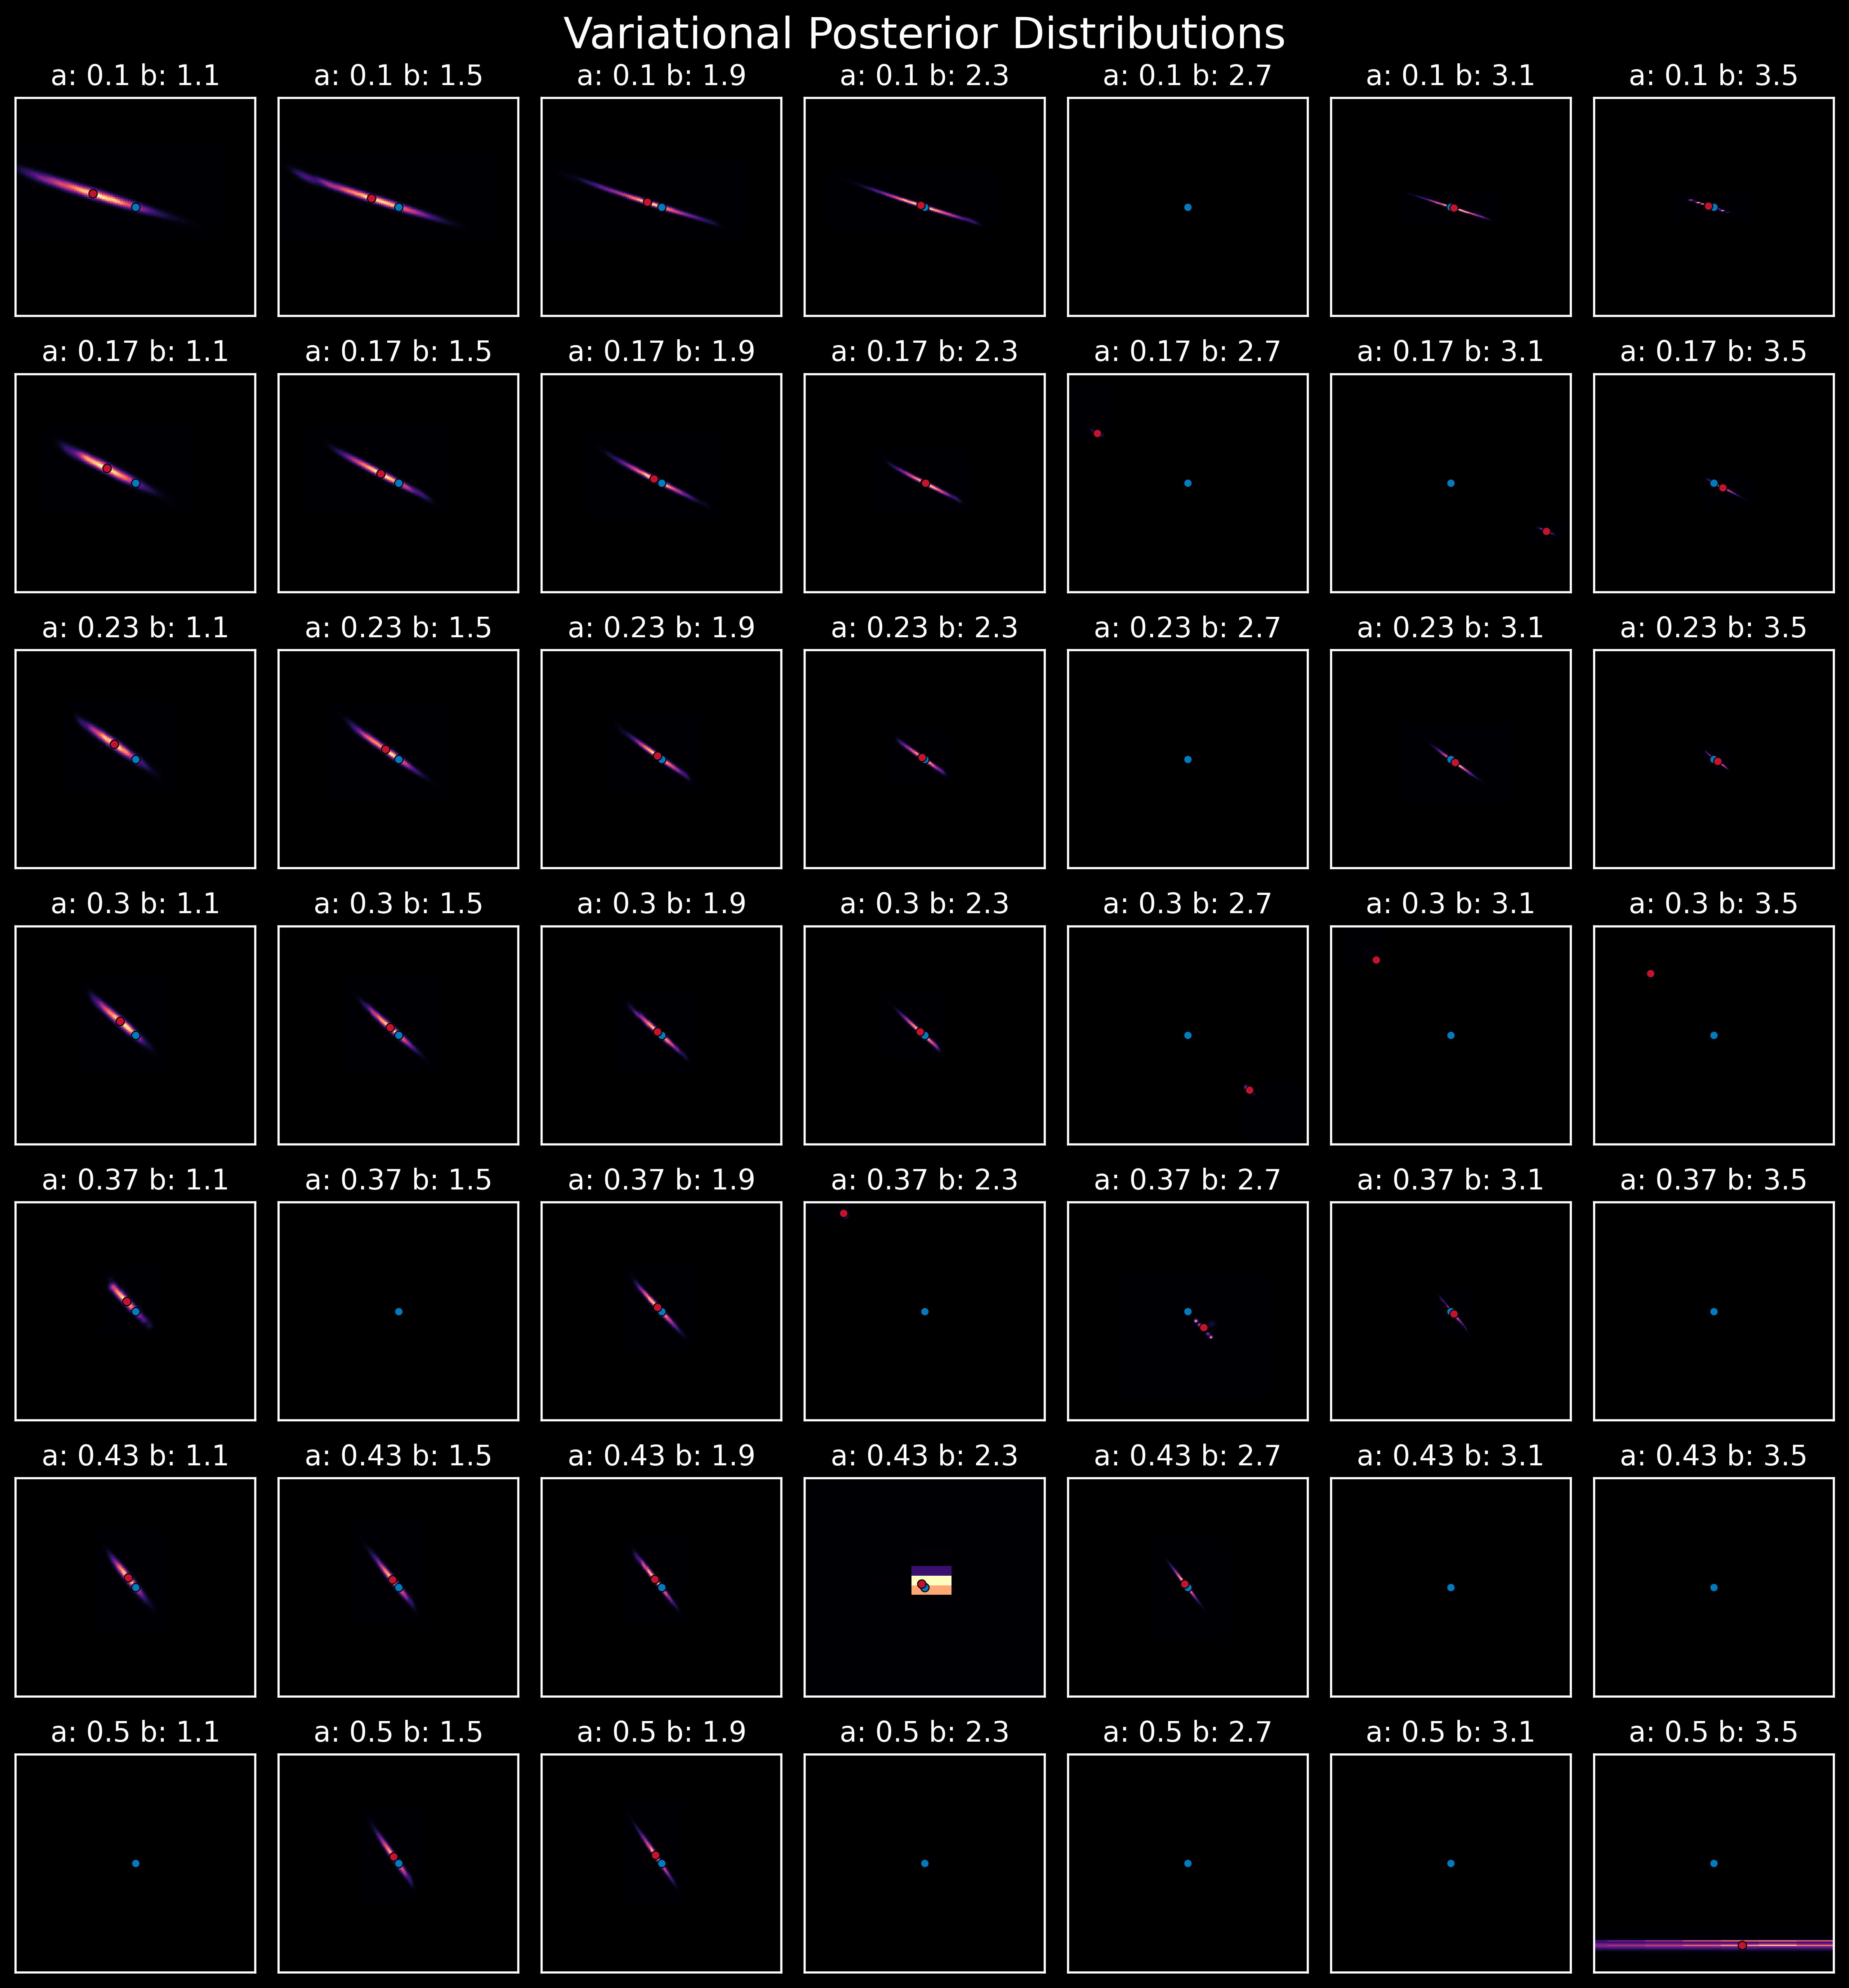 Variational Posterior Distributions
a: 0.1 b: 1.1 a: 0.1 b: 1.5 a: 0.1 b: 1.9 a: 0.1 b: 2.3 a: 0.1 b: 2.7 a: 0.1 b: 3.1 a: 0.1 b: 3.5
a: 0.17 b: 1.1 a: 0.17 b: 1.5 a: 0.17 b: 1.9 a: 0.17 b: 2.3 a: 0.17 b: 2.7 a: 0.17 b: 3.1 a: 0.17 b: 3.5
a: 0.23 b: 1.1 a: 0.23 b: 1.5 a: 0.23 b: 1.9 a: 0.23 b: 2.3 a: 0.23 b: 2.7 a: 0.23 b: 3.1 a: 0.23 b: 3.5
a: 0.3 b: 1.1 a: 0.3 b: 1.5 a: 0.3 b: 1.9 a: 0.3 b: 2.3 a: 0.3 b: 2.7 a: 0.3 b: 3.1 a: 0.3 b: 3.5
a: 0.37 b: 1.1 a: 0.37 b: 1.5 a: 0.37 b: 1.9 a: 0.37 b: 2.3 a: 0.37 b: 2.7 a: 0.37 b: 3.1 a: 0.37 b: 3.5
a: 0.43 b: 1.1 a: 0.43 b: 1.5 a: 0.43 b: 1.9 a: 0.43 b: 2.3 a: 0.43 b: 2.7 a: 0.43 b: 3.1 a: 0.43 b: 3.5
a: 0.5 b: 1.1 a: 0.5 b: 1.5 a: 0.5 b: 1.9 a: 0.5 b: 2.3 a: 0.5 b: 2.7 a: 0.5 b: 3.1 a: 0.5 b: 3.5